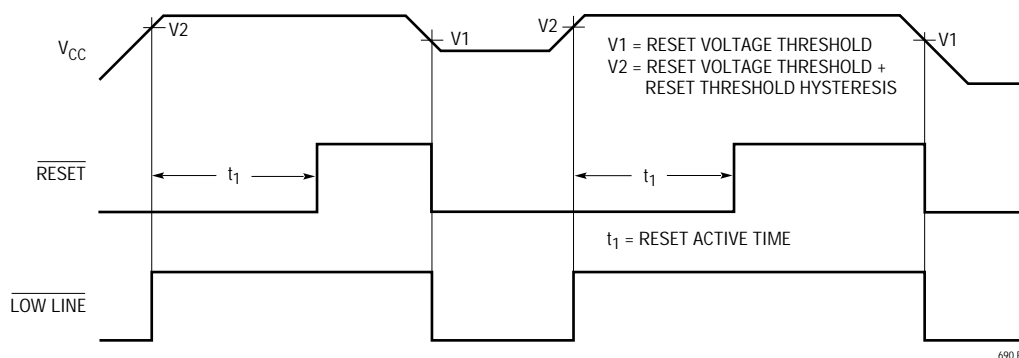 V2
V1
V2
V1
VCC
V1 = RESET VOLTAGE THRESHOLD
V2 = RESET VOLTAGE THRESHOLD +
RESET THRESHOLD HYSTERESIS
RESET
t1
t1
t1 = RESET ACTIVE TIME
LOW LINE